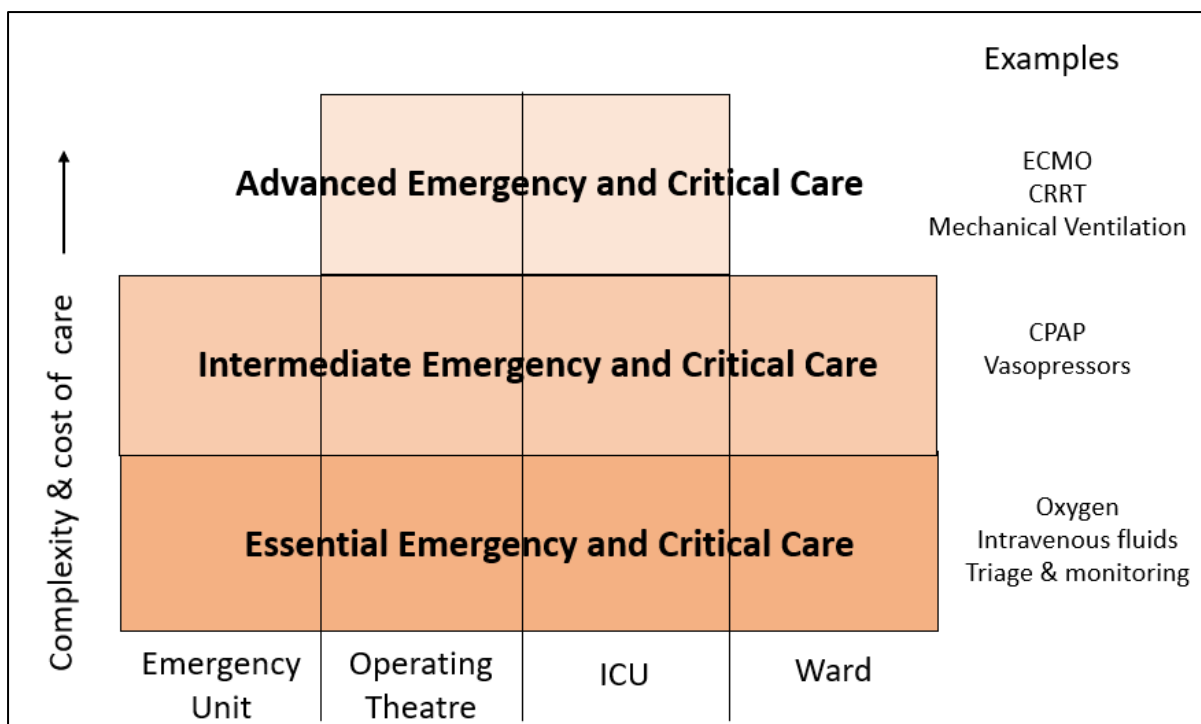 Examples
Advanced Emergency and Critical Care
ECMO
CRRT
Mechanical Ventilation
Intermediate Emergency and Critical Care
CPAP
Vasopressors
Essential Emergency and Critical Care
Oxygen
Intravenous fluids
Triage & monitoring
Complexity & cost of care
Emergency
Unit
Operating
Theatre
ICU
Ward